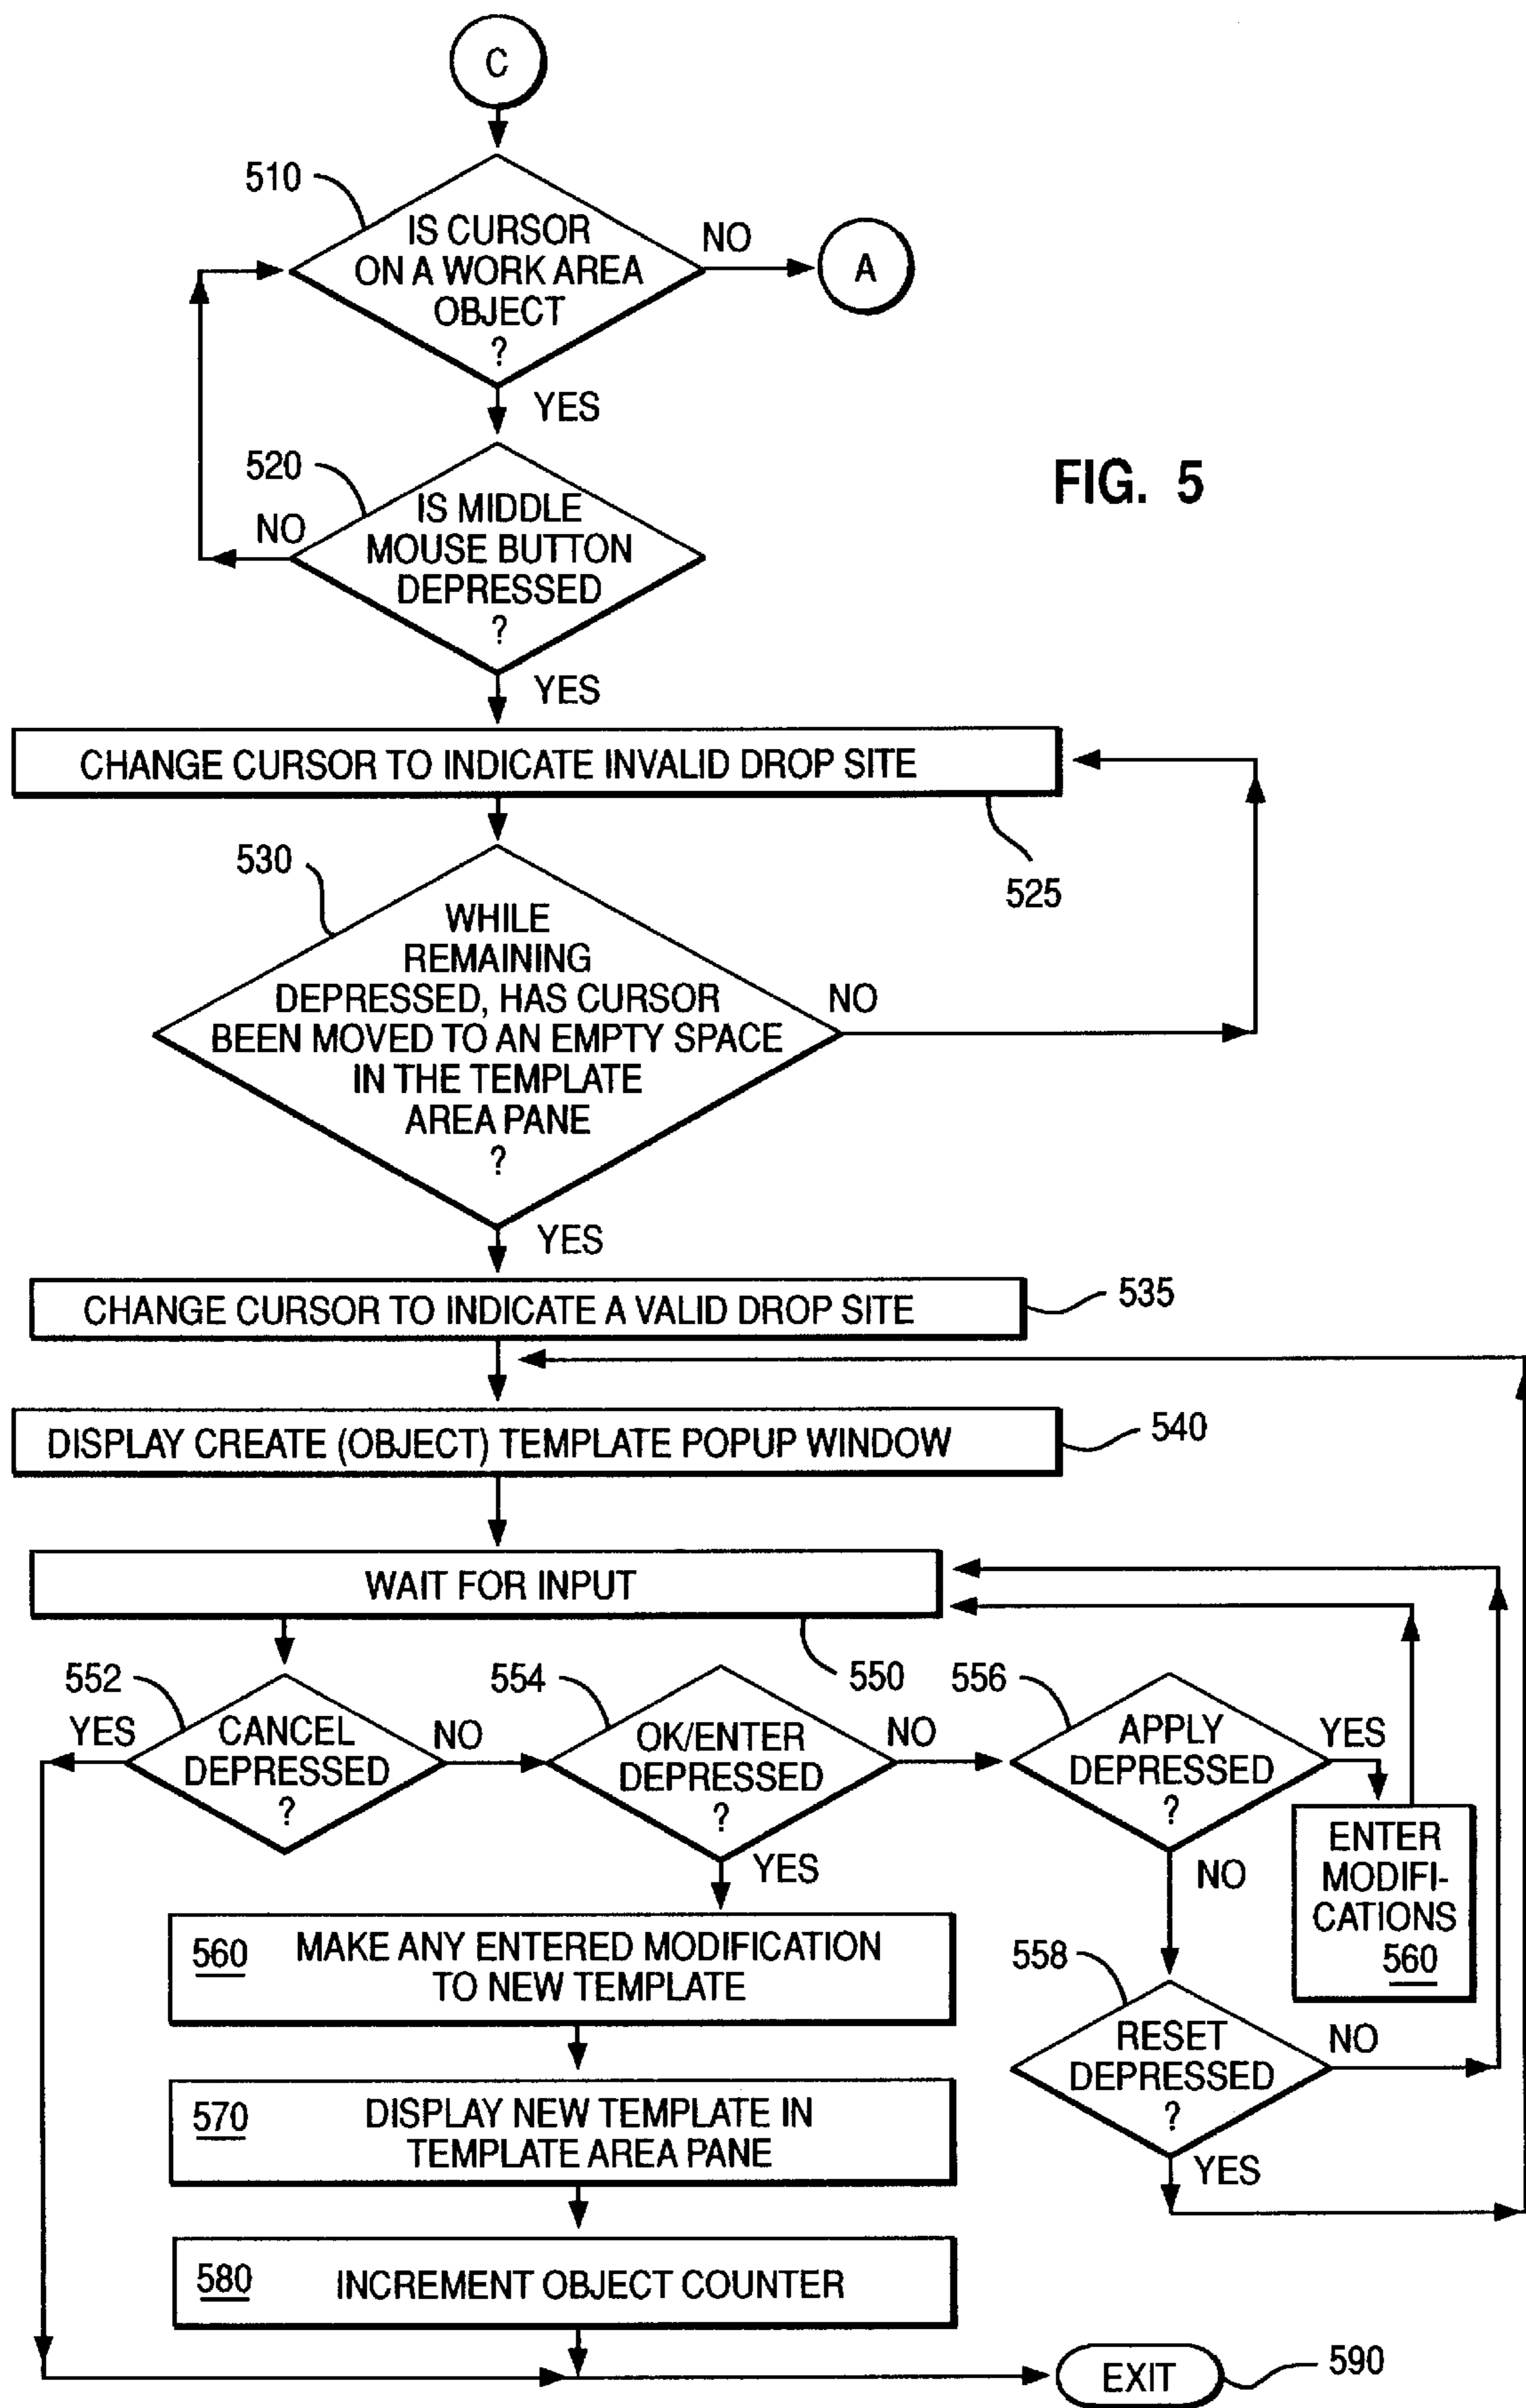 C
510
IS CURSOR
ON A WORK AREA
OBJECT
?
NO
A
YES
520
IS MIDDLE
MOUSE BUTTON
DEPRESSED
?
NO
FIG. 5
YES
CHANGE CURSOR TO INDICATE INVALID DROP SITE
525
530
WHILE
REMAINING
DEPRESSED, HAS CURSOR
BEEN MOVED TO AN EMPTY SPACE
IN THE TEMPLATE
AREA PANE
?
NO
YES
CHANGE CURSOR TO INDICATE A VALID DROP SITE
535
DISPLAY CREATE (OBJECT) TEMPLATE POPUP WINDOW
540
WAIT FOR INPUT
550
552
YES
CANCEL
DEPRESSED
?
NO
554
OK/ENTER
DEPRESSED
?
NO
YES
556
APPLY
DEPRESSED
?
YES
NO
ENTER
MODIFI-
CATIONS
560
560
MAKE ANY ENTERED MODIFICATION
TO NEW TEMPLATE
558
RESET
DEPRESSED
?
NO
YES
570
DISPLAY NEW TEMPLATE IN
TEMPLATE AREA PANE
580
INCREMENT OBJECT COUNTER
EXIT
590